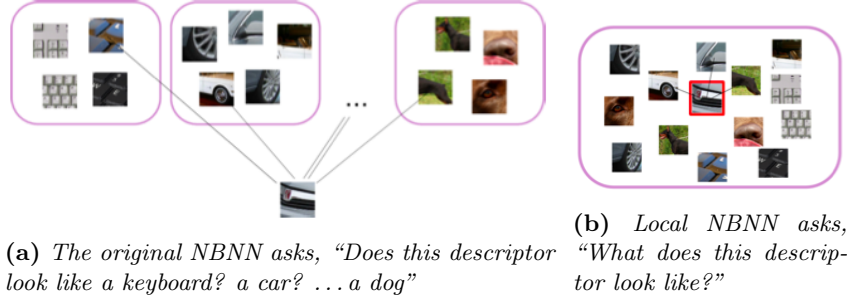 ...
(a) The original NBNN asks, “Does this descriptor
look like a keyboard? a car? ...a dog”
(b) Local NBNN asks,
“What does this descrip-
tor look like?”